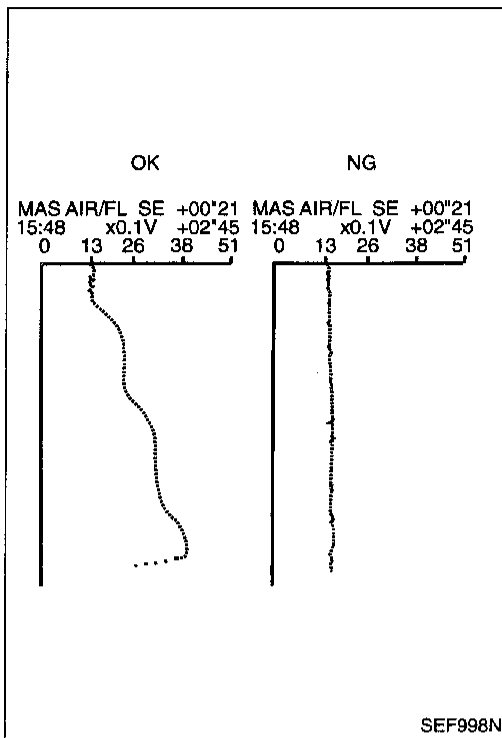 OK
MAS AIR/FL SE +00"21
15:48 x0.1V +02"45
0 13 26 38 51
NG
MAS AIR/FL SE +00"21
15:48 x0.1V +02"45
0 13 26 38 51
SEF998N